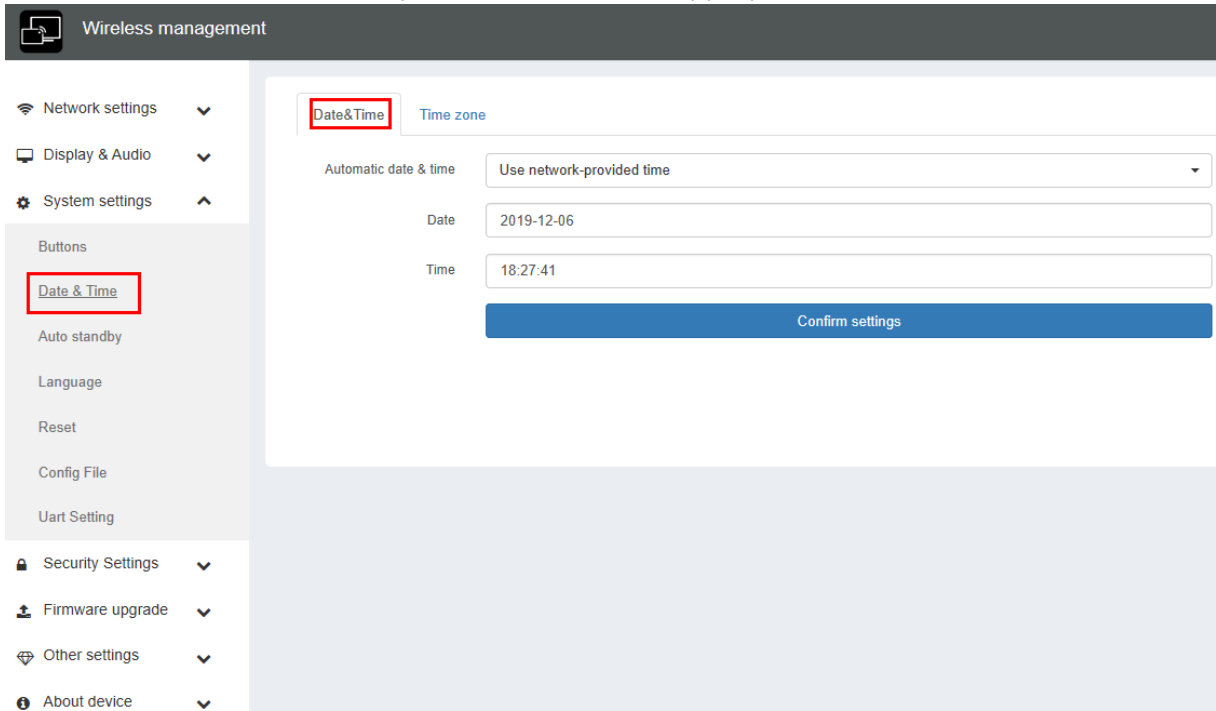 Wireless management
Network settings
Display & Audio
System settings
Buttons
Date & Time
Auto standby
Language
Reset
Config File
Uart Setting
Security Settings
Firmware upgrade
Other settings
About device
Date&Time Time zone
Automatic date & time Use network-provided time
Date 2019-12-06
Time 18:27:41
Confirm settings